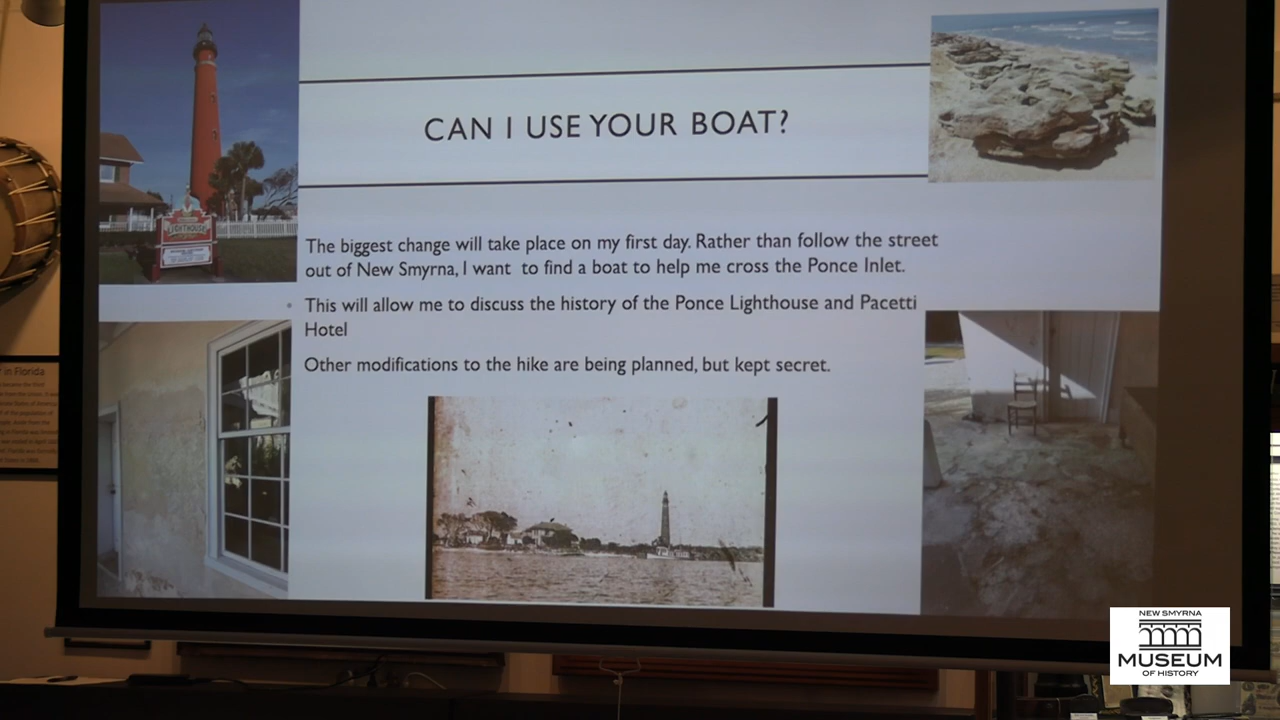 CAN I USE YOUR BOAT?
The biggest change will take place on my first day. Rather than follow the street
out of New Smyrna, I want to find a boat to help me cross the Ponce Inlet.
This will allow me to discuss the history of the Ponce Lighthouse and Pacetti
Hotel
Other modifications to the hike are being planned, but kept secret.
LIGHTHOUSE
in Florida
NEW SMYRNA
MUSEUM
OF HISTORY